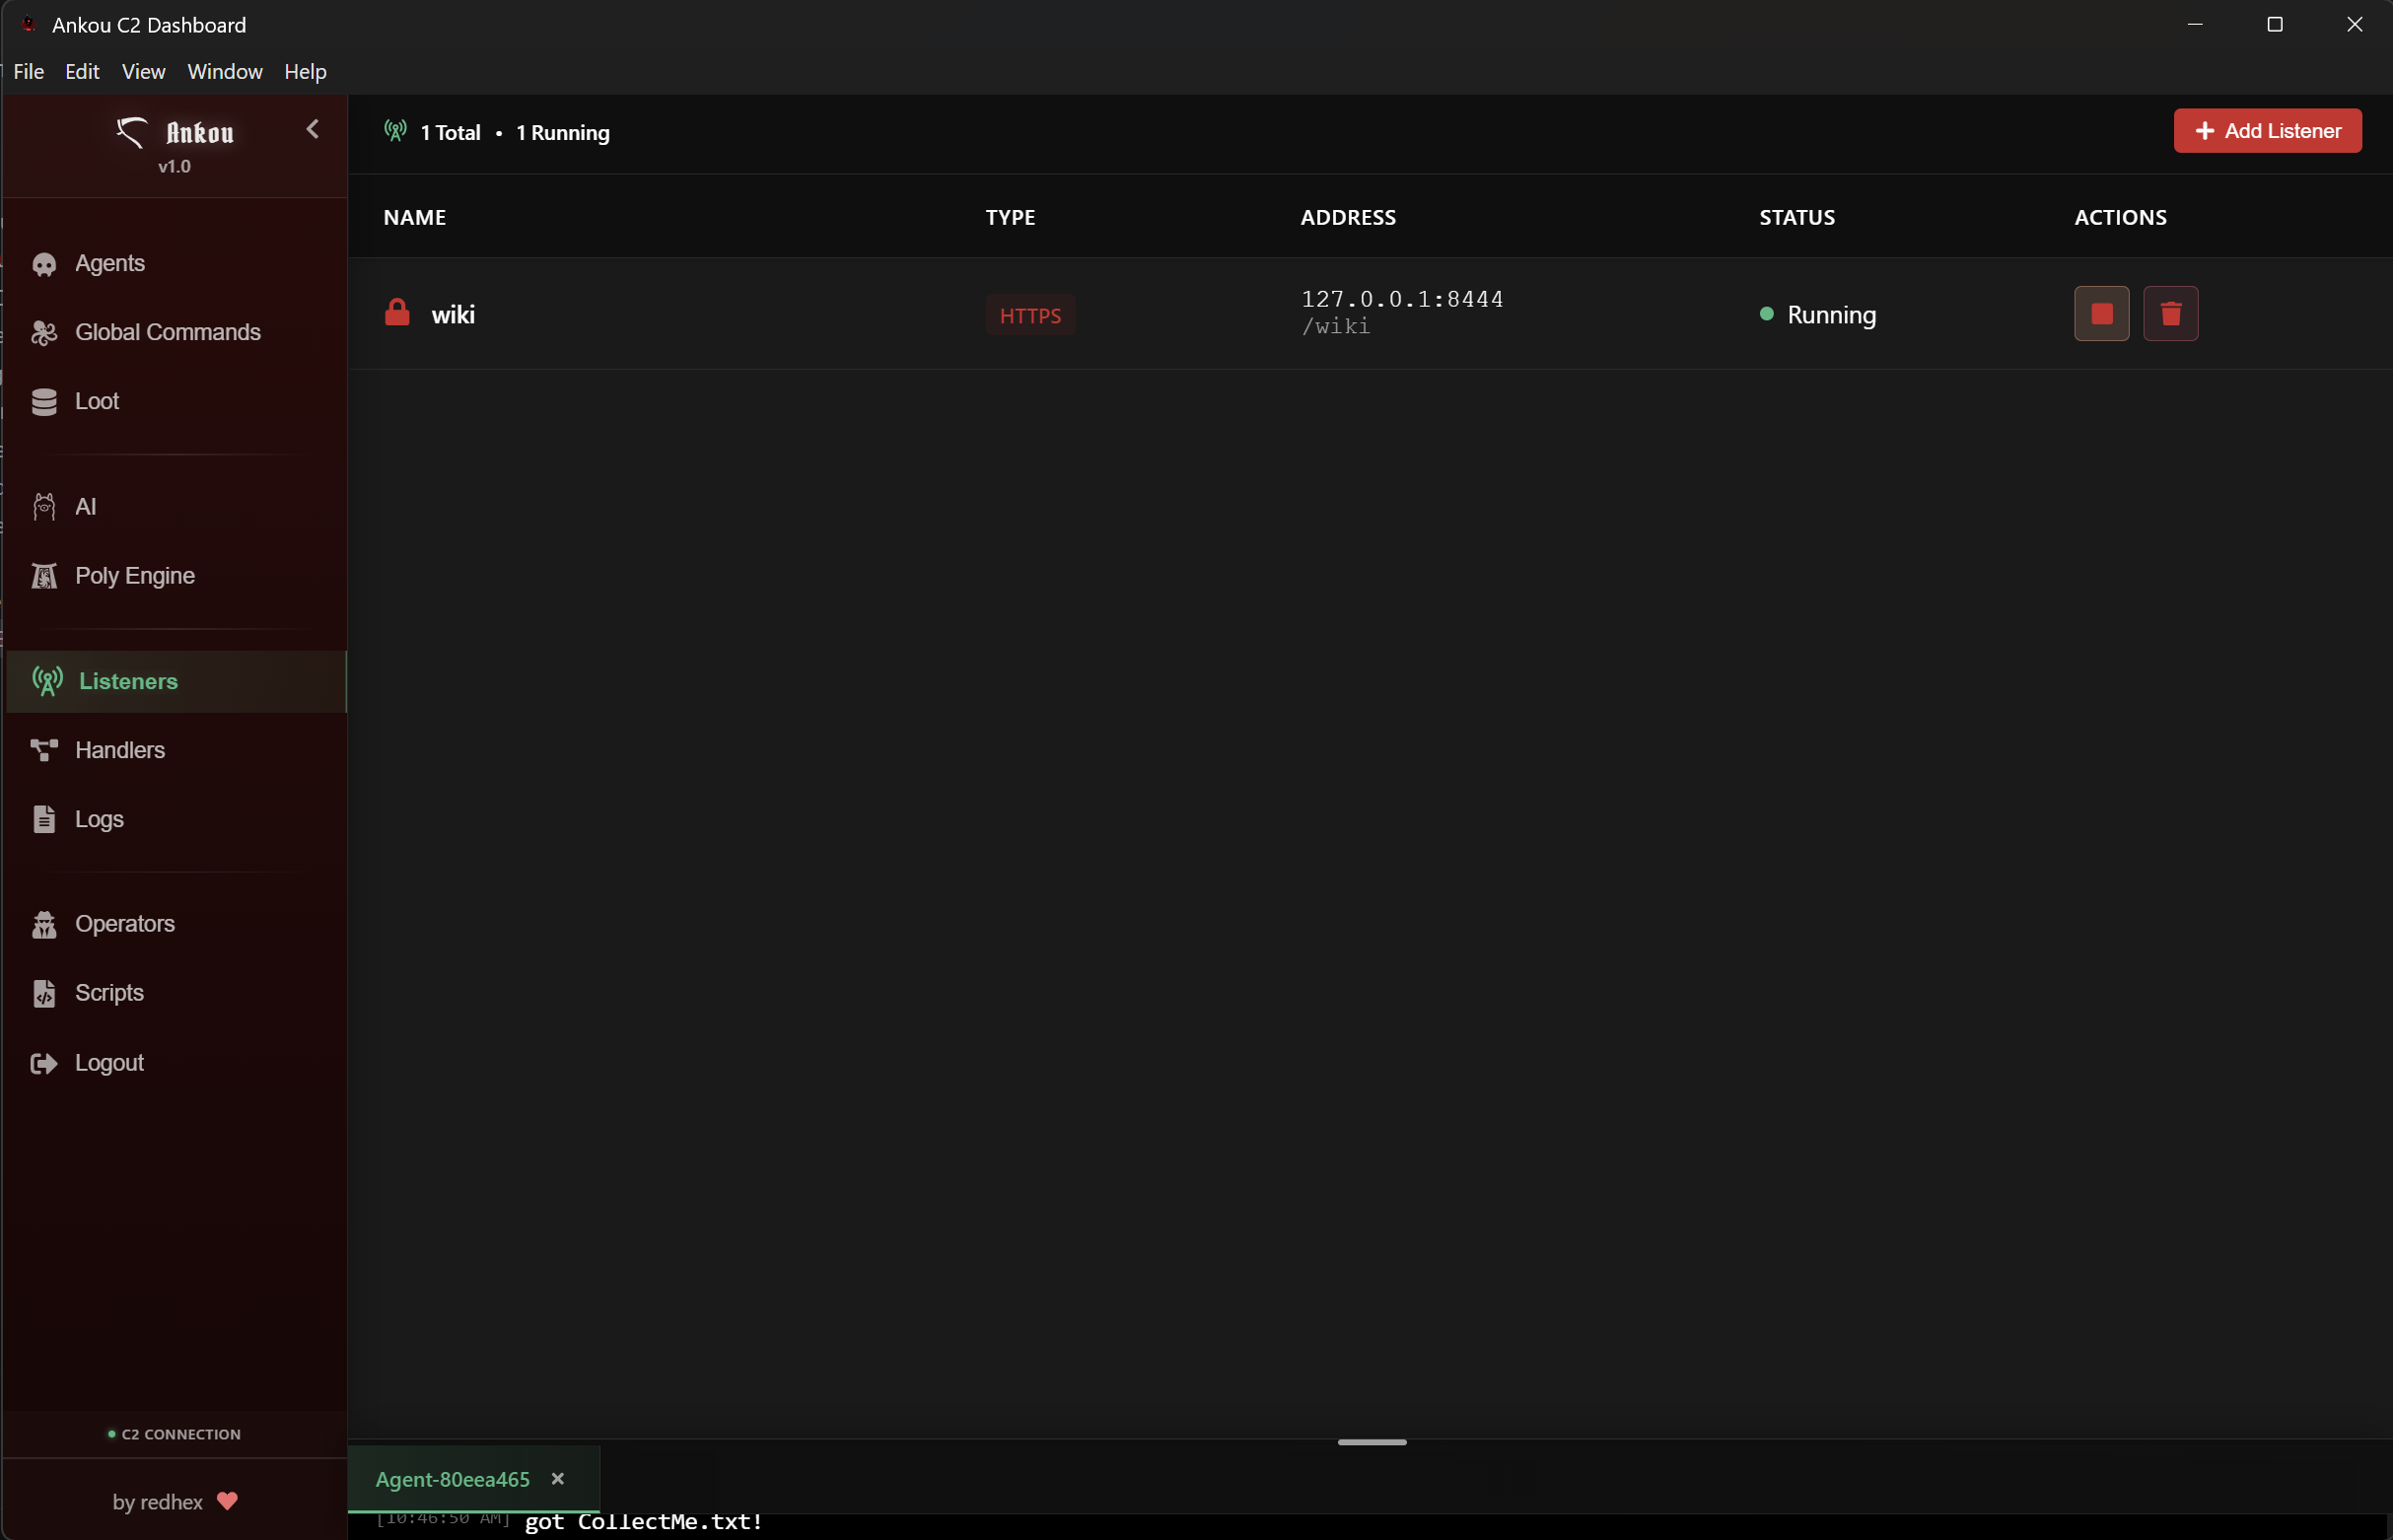 Ankou C2 Dashboard
File Edit View Window Help
Ankou
v1.0
Agents
Global Commands
Loot
AI
Poly Engine
Listeners
Handlers
Logs
Operators
Scripts
Logout
C2 CONNECTION
by redhex
1 Total • 1 Running
Add Listener
NAME TYPE ADDRESS STATUS ACTIONS
wiki HTTPS 127.0.0.1:8444 Running
/wiki
Agent-80eea465
[10:46:50 AM] got CollectMe.txt!